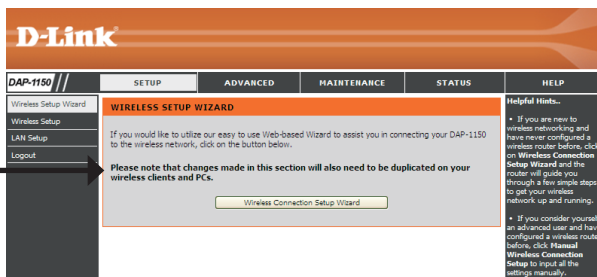 D-Link
DAP-1150
SETUP
ADVANCED
MAINTENANCE
STATUS
HELP
Wireless Setup Wizard
Wireless Setup
LAN Setup
Logout
WIRELESS SETUP WIZARD
If you would like to utilize our easy to use Web-based Wizard to assist you in connecting your DAP-1150
to the wireless network, click on the button below.
Please note that changes made in this section will also need to be duplicated on your
wireless clients and PCs.
Wireless Connection Setup Wizard
Helpful Hints..
• If you are new to
wireless networking and
have never configured a
wireless router before, click
on Wireless Connection
Setup Wizard and the
router will guide you
through a few simple steps
to get your wireless
network up and running.
• If you consider yourself
an advanced user and have
configured a wireless router
before, click Manual
Wireless Connection
Setup to input all the
settings manually.